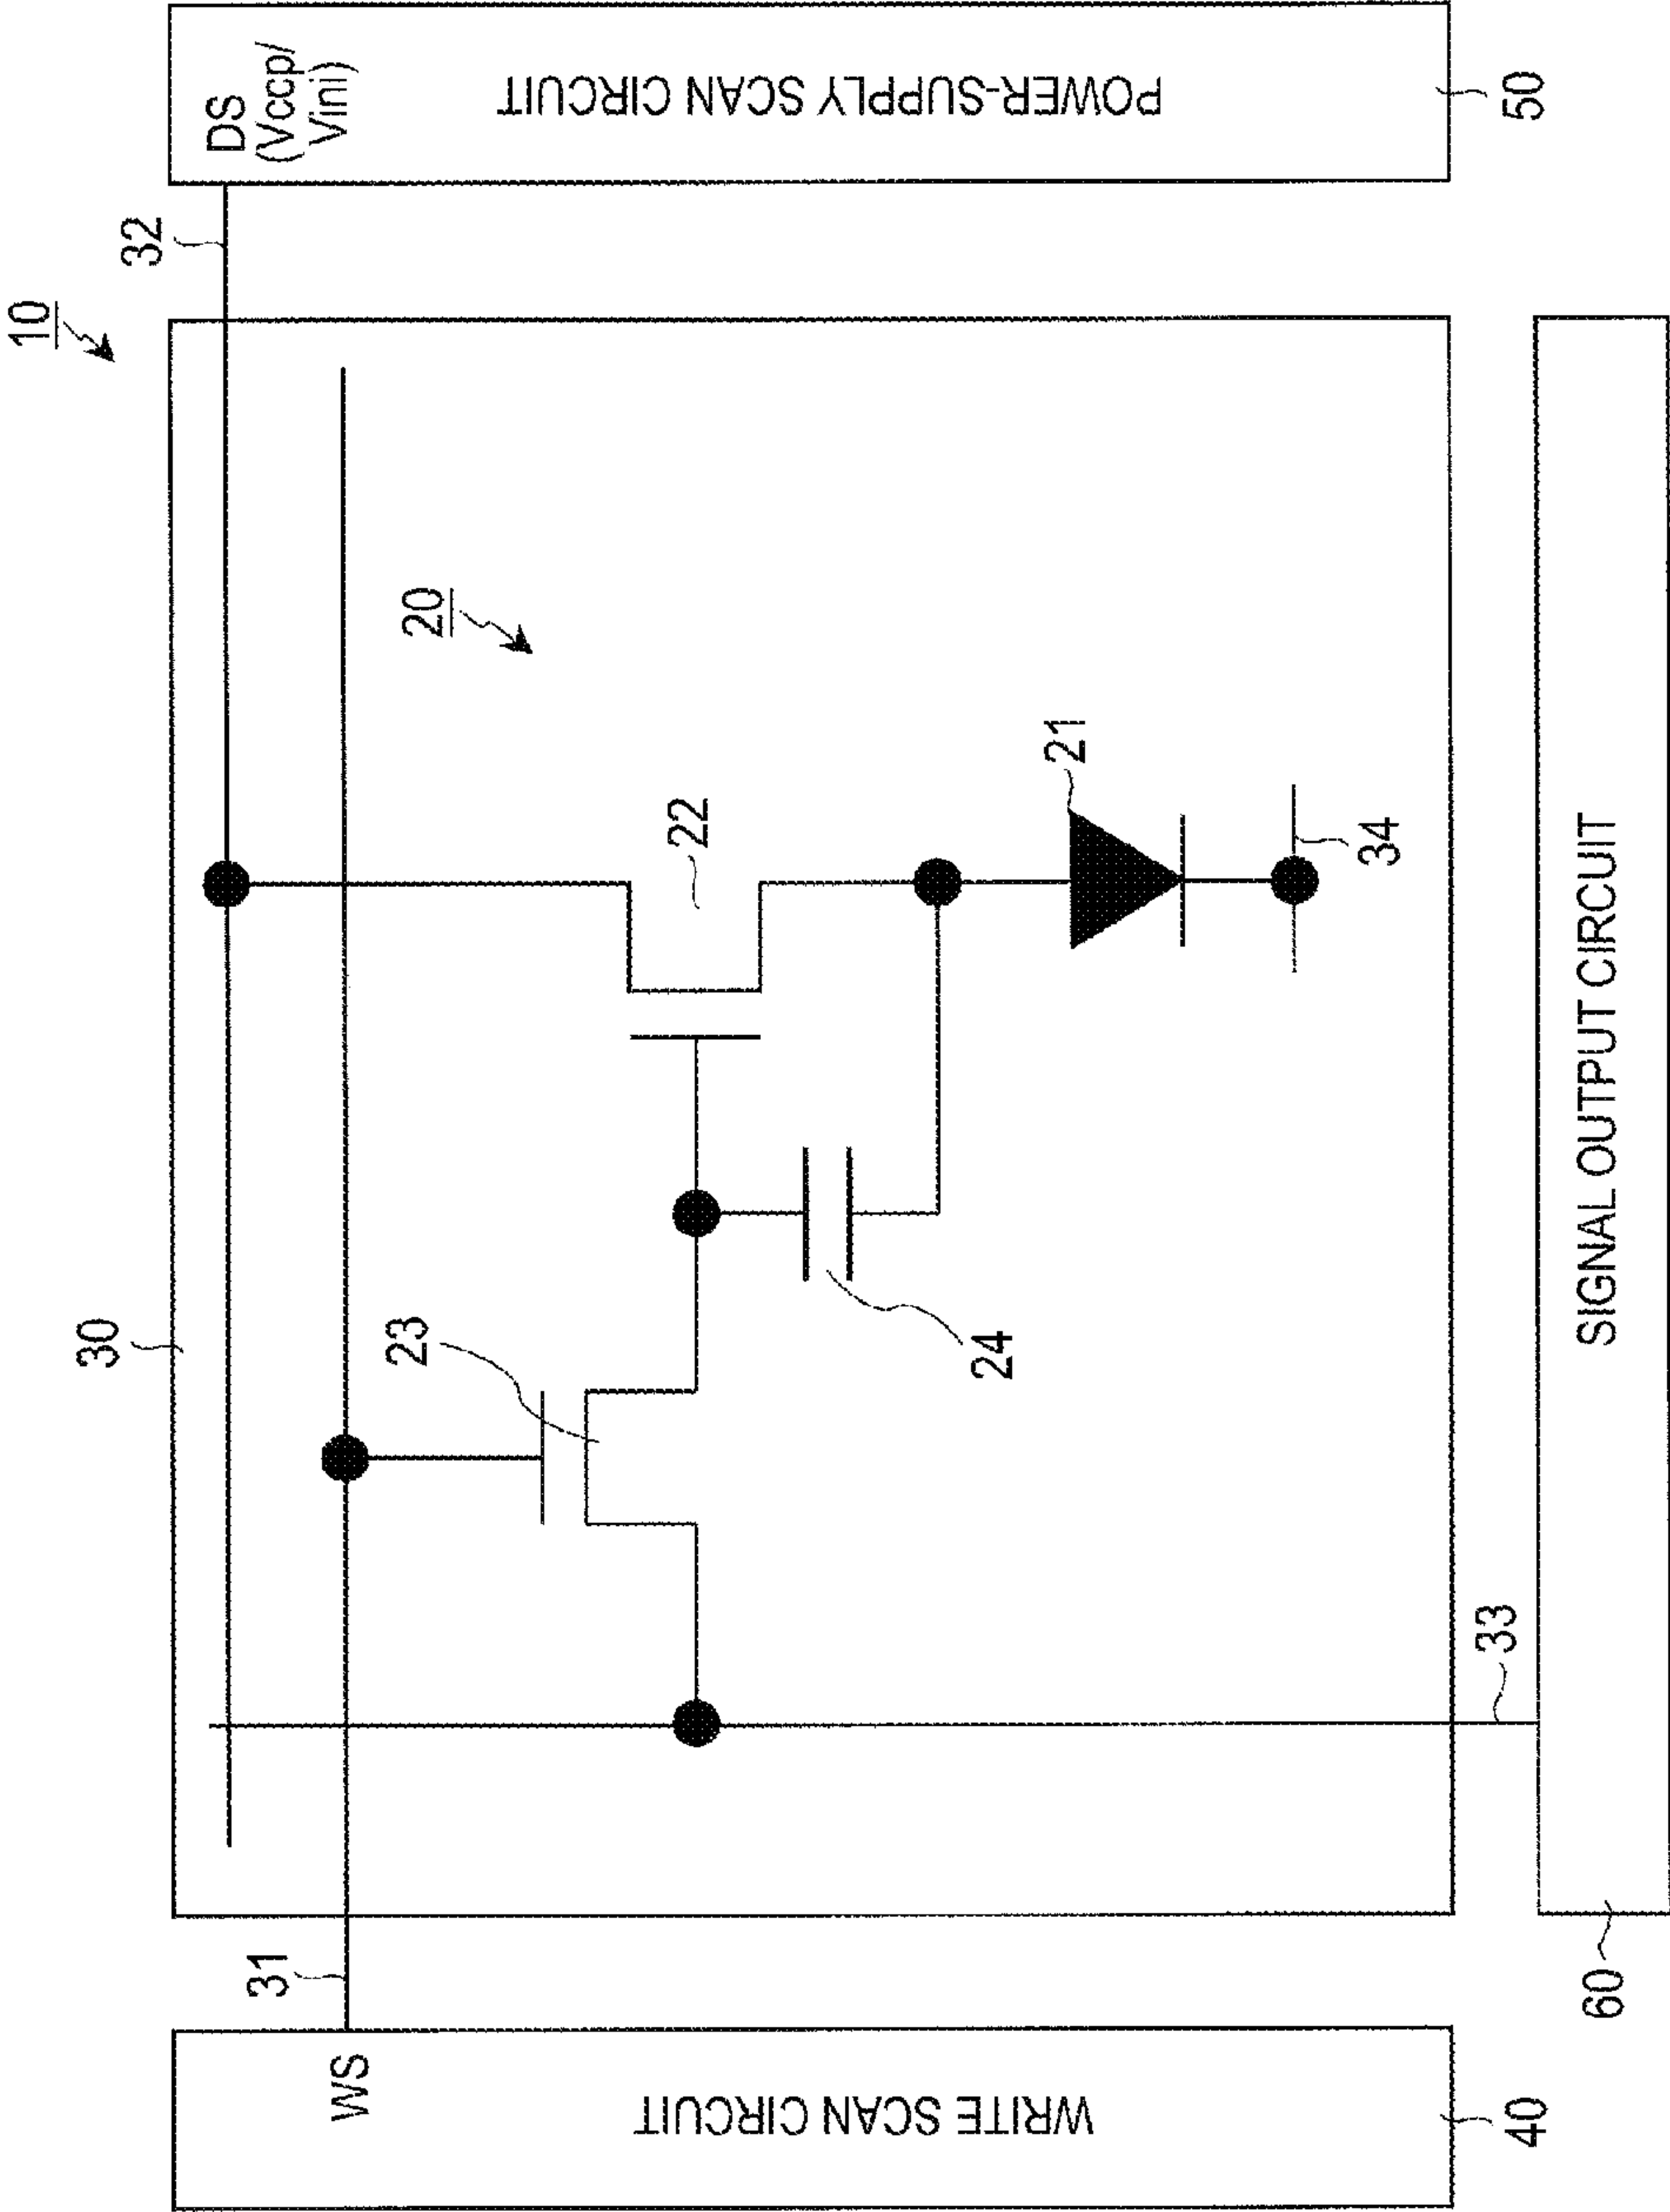 10
30
32
DS
(Vccp/
Vini)
31
WS
20
23
22
24
21
34
33
WRITE SCAN CIRCUIT
POWER-SUPPLY SCAN CIRCUIT
40
50
60
SIGNAL OUTPUT CIRCUIT